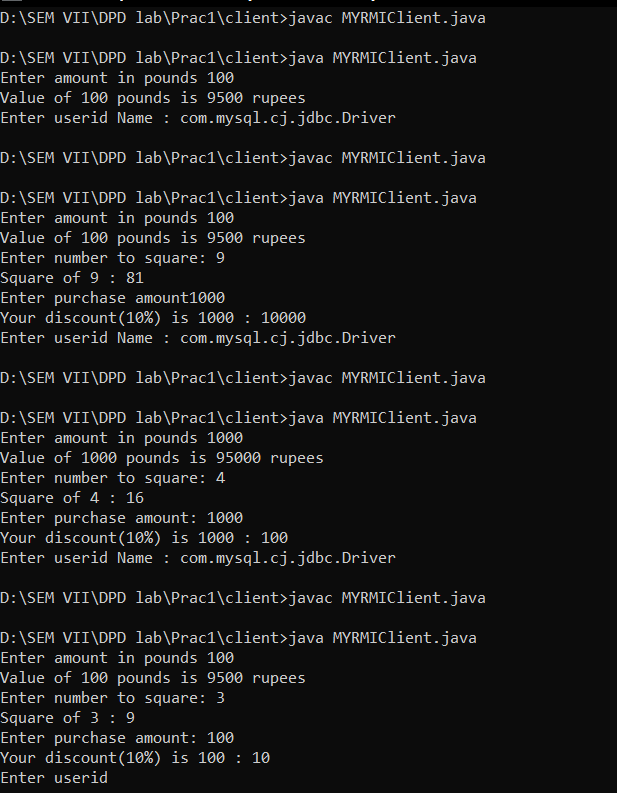 D:\SEM VII\DPD lab\Prac1\client>javac MYRMIClient.java
D:\SEM VII\DPD lab\Prac1\client>java MYRMIClient.java
Enter amount in pounds 100
Value of 100 pounds is 9500 rupees
Enter userid Name : com.mysql.cj.jdbc.Driver
D:\SEM VII\DPD lab\Prac1\client>javac MYRMIClient.java
D:\SEM VII\DPD lab\Prac1\client>java MYRMIClient.java
Enter amount in pounds 100
Value of 100 pounds is 9500 rupees
Enter number to square: 9
Square of 9 : 81
Enter purchase amount1000
Your discount(10%) is 1000 : 10000
Enter userid Name : com.mysql.cj.jdbc.Driver
D:\SEM VII\DPD lab\Prac1\client>javac MYRMIClient.java
D:\SEM VII\DPD lab\Prac1\client>java MYRMIClient.java
Enter amount in pounds 1000
Value of 1000 pounds is 95000 rupees
Enter number to square: 4
Square of 4 : 16
Enter purchase amount: 1000
Your discount(10%) is 1000 : 100
Enter userid Name : com.mysql.cj.jdbc.Driver
D:\SEM VII\DPD lab\Prac1\client>javac MYRMIClient.java
D:\SEM VII\DPD lab\Prac1\client>java MYRMIClient.java
Enter amount in pounds 100
Value of 100 pounds is 9500 rupees
Enter number to square: 3
Square of 3 : 9
Enter purchase amount: 100
Your discount(10%) is 100 : 10
Enter userid